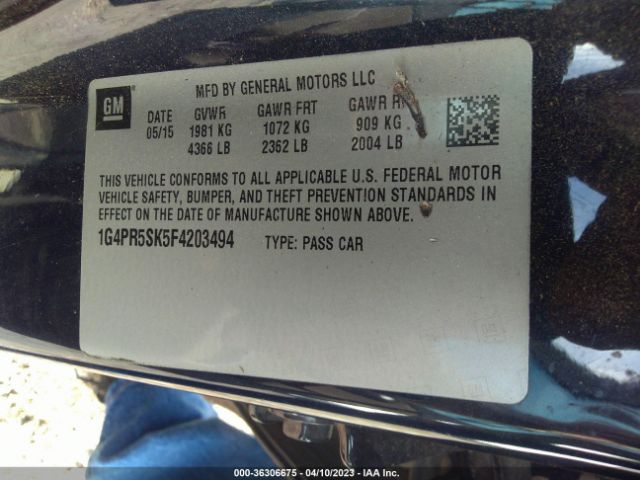 MFD BY GENERAL MOTORS LLC
GM
DATE GVWR GAWR FRT GAWR
05/15 1981 KG 1072 KG 909 KG
4366 LB 2362 LB 2004 LB
THIS VEHICLE CONFORMS TO ALL APPLICABLE U.S. FEDERAL MOTOR
VEHICLE SAFETY, BUMPER, AND THEFT PREVENTION STANDARDS IN
EFFECT ON THE DATE OF MANUFACTURE SHOWN ABOVE.
1G4PR5SK5F4203494 TYPE: PASS CAR
000-36306675 - 04/10/2023 - IAA Inc.